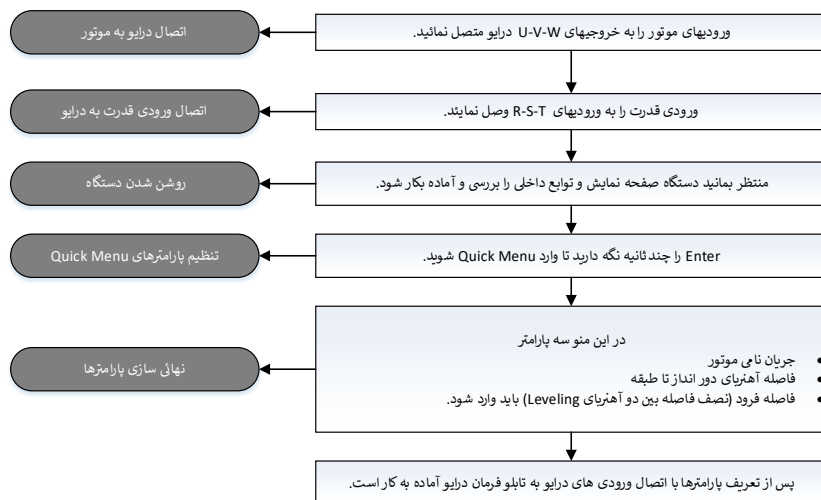 ورودیهای موتور را به خروجیهای U-V-W درایو متصل نمائید.
اتصال درایو به موتور
ورودی قدرت را به ورودیهای R-S-T وصل نمایئد.
اتصال ورودی قدرت به درایو
منتظر بمانید دستگاه صفحه نمایش و توابع داخلی را بررسی و آماده بکار شود.
روشن شدن دستگاه
Enter را چند ثانیه نگه دارید تا وارد Quick Menu شوید.
تنظیم پارامترهای Quick Menu
در این منو سه پارامتر
• جریان نامی موتور
• فاصله آهنربای دور انداز تا طبقه
• فاصله فرود (نصف فاصله بین دو آهنربای Leveling) باید وارد شود.
نهائی سازی پارامترها
پس از تعریف پارامترها با اتصال ورودی های درایو به تابلو فرمان درایو آماده به کار است.